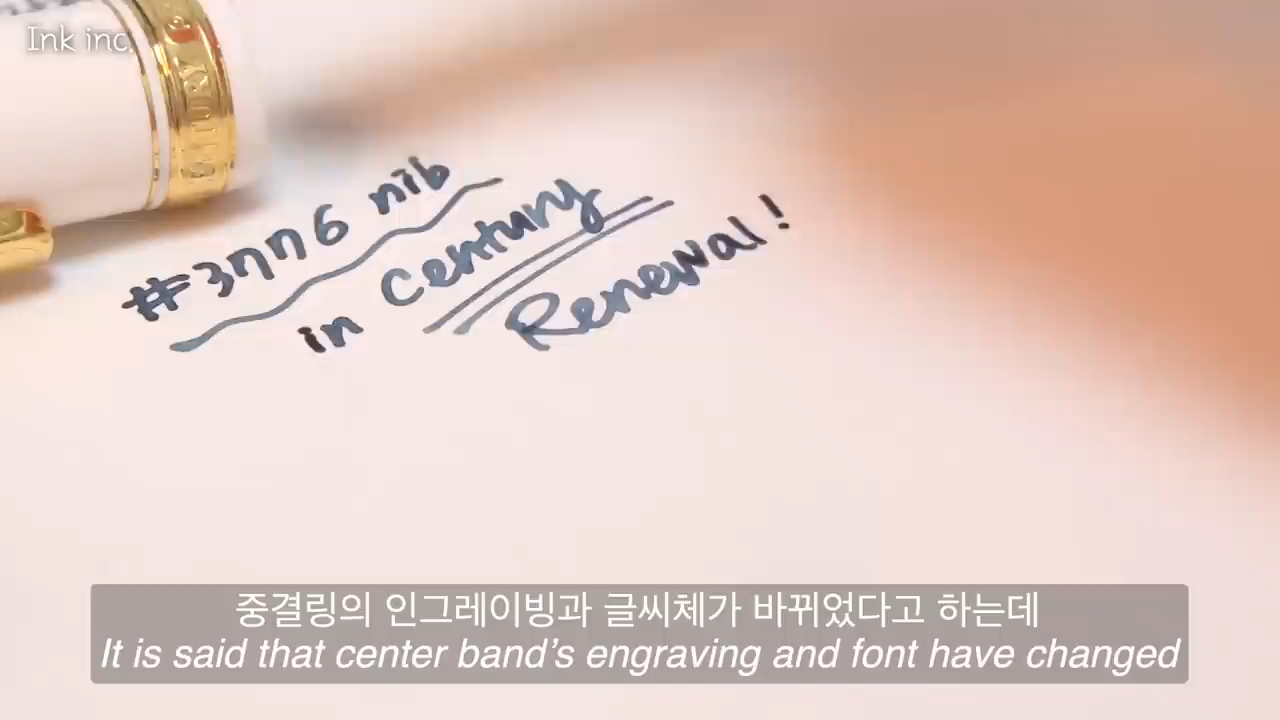 Ink inc.
CENTURY
#3776 nib
in Century
Renewal!
중결링의 인그레이빙과 글씨체가 바뀌었다고 하는데
It is said that center band’s engraving and font have changed